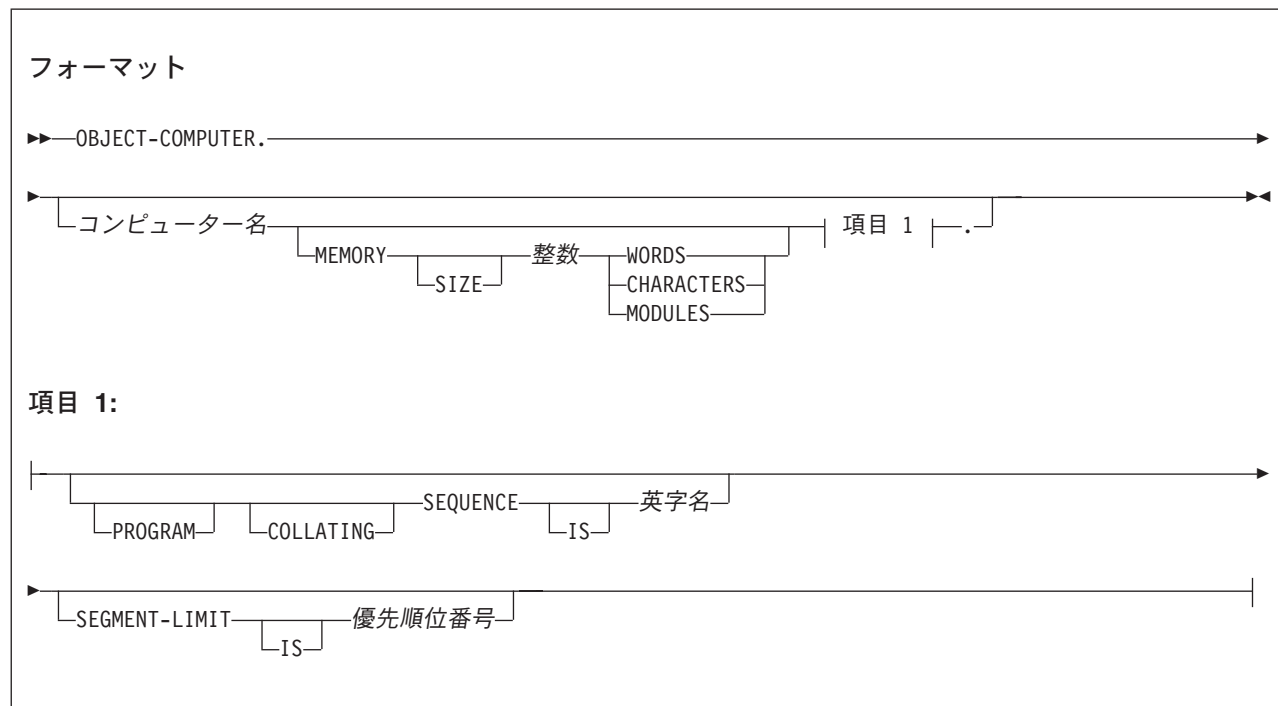 フォーマット
OBJECT-COMPUTER.
コンピューター名 項目 1 .
MEMORY 整数 WORDS
SIZE CHARACTERS
MODULES
項目 1:
SEQUENCE 英字名
PROGRAM COLLATING IS
SEGMENT-LIMIT 優先順位番号
IS